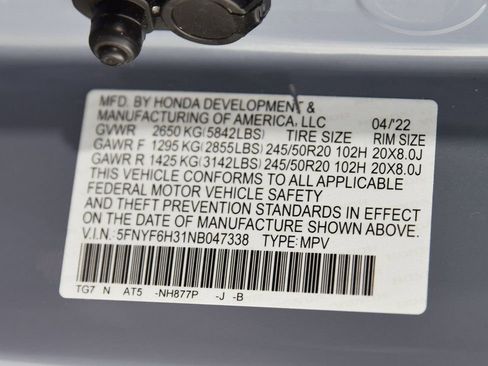 MFD. BY HONDA DEVELOPMENT &
MANUFACTURING OF AMERICA, LLC 04/'22
GVWR 2650 KG(5842LBS) TIRE SIZE RIM SIZE
GAWR F 1295 KG(2855LBS) 245/50R20 102H 20X8.0J
GAWR R 1425 KG(3142LBS) 245/50R20 102H 20X8.0J
THIS VEHICLE CONFORMS TO ALL APPLICABLE
FEDERAL MOTOR VEHICLE SAFETY
AND THEFT PREVENTION STANDARDS IN EFFECT
ON THE DATE OF MANUFACTURE SHOWN ABOVE.
V.I.N.: 5FNYF6H31NB047338 TYPE: MPV
TG7 N AT5 -NH877P -J -B